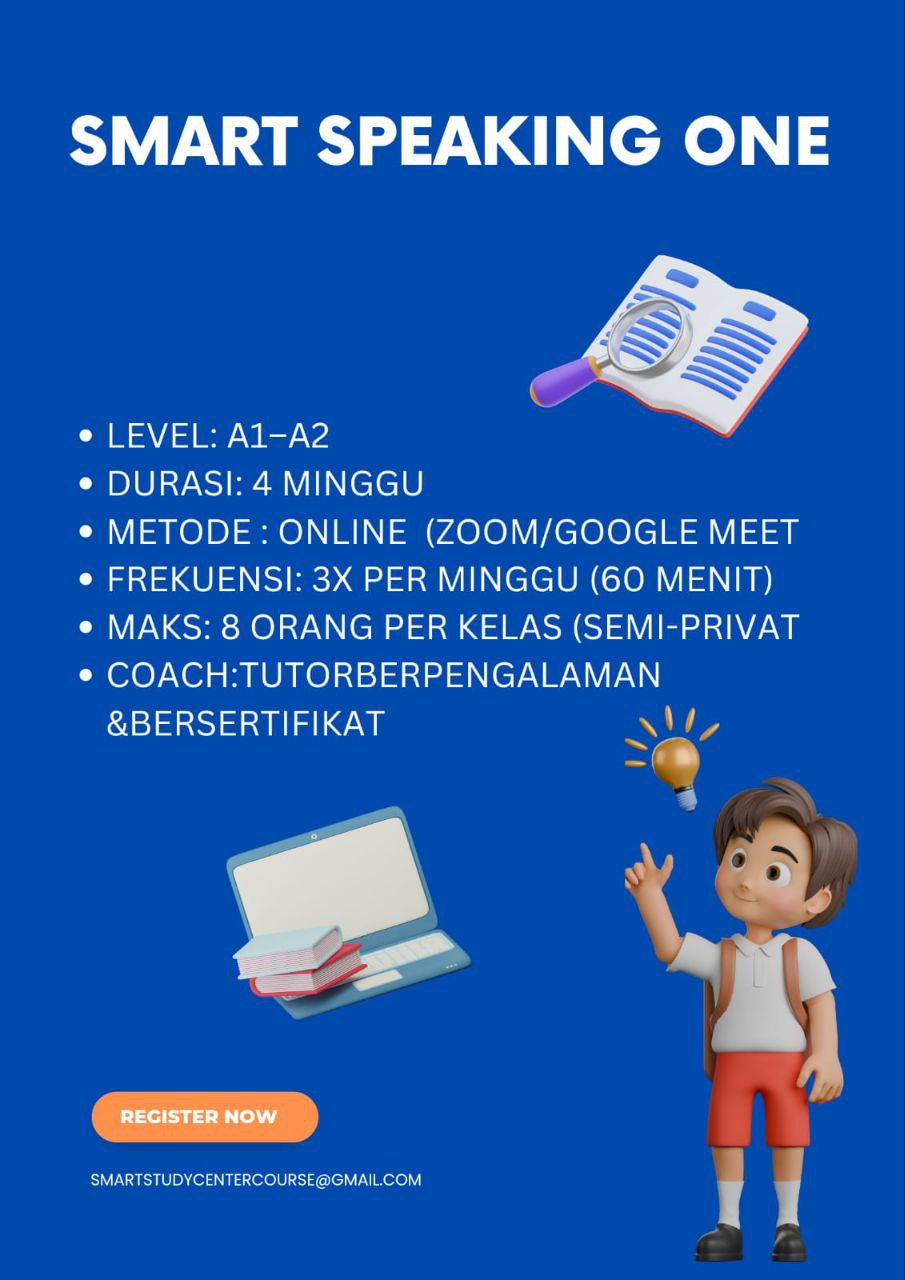 SMART SPEAKING ONE
• LEVEL: A1–A2
• DURASI: 4 MINGGU
• METODE : ONLINE  (ZOOM/GOOGLE MEET
• FREKUENSI: 3X PER MINGGU (60 MENIT)
• MAKS: 8 ORANG PER KELAS (SEMI-PRIVAT
• COACH:TUTORBERPENGALAMAN
&BERSERTIFIKAT
REGISTER NOW
SMARTSTUDYCENTERCOURSE@GMAIL.COM